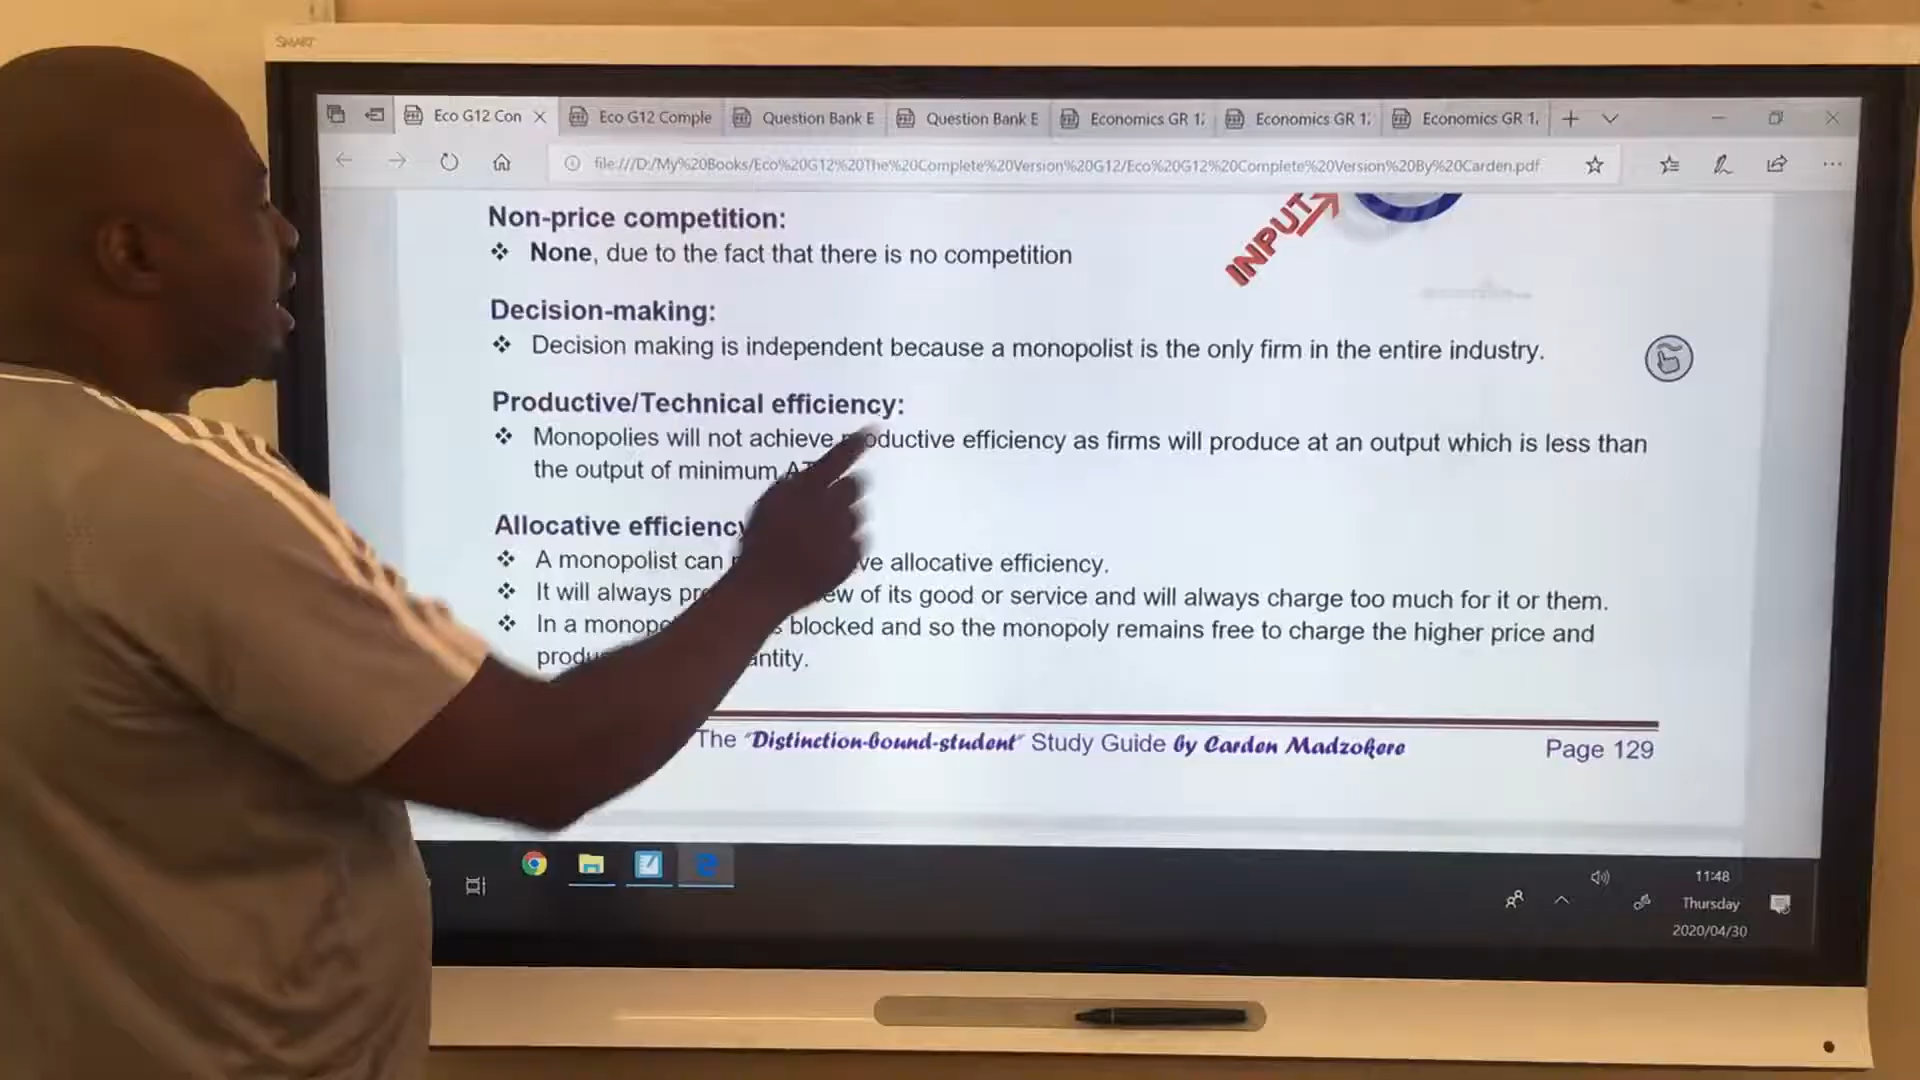 SMART
Eco G12 Con
Eco G12 Comple
Question Bank E
Question Bank E
Economics GR 1
Economics GR 1
Economics GR 1
file:///D:/My%20Books/Eco%20G12%20The%20Complete%20Version%20G12/Eco%20G12%20Complete%20Version%20By%20Carden.pdf
INPUT
Non-price competition:
❖ None, due to the fact that there is no competition
Decision-making:
❖ Decision making is independent because a monopolist is the only firm in the entire industry.
Productive/Technical efficiency:
❖ Monopolies will not achieve productive efficiency as firms will produce at an output which is less than
the output of minimum
Allocative efficiency
❖ A monopolist can allocative efficiency.
❖ It will always of its good or service and will always charge too much for it or them.
❖ In a blocked and so the monopoly remains free to charge the higher price and
The "Distinction-bound-student" Study Guide by Carden Madzokere
Page 129
11:48
Thursday
2020/04/30